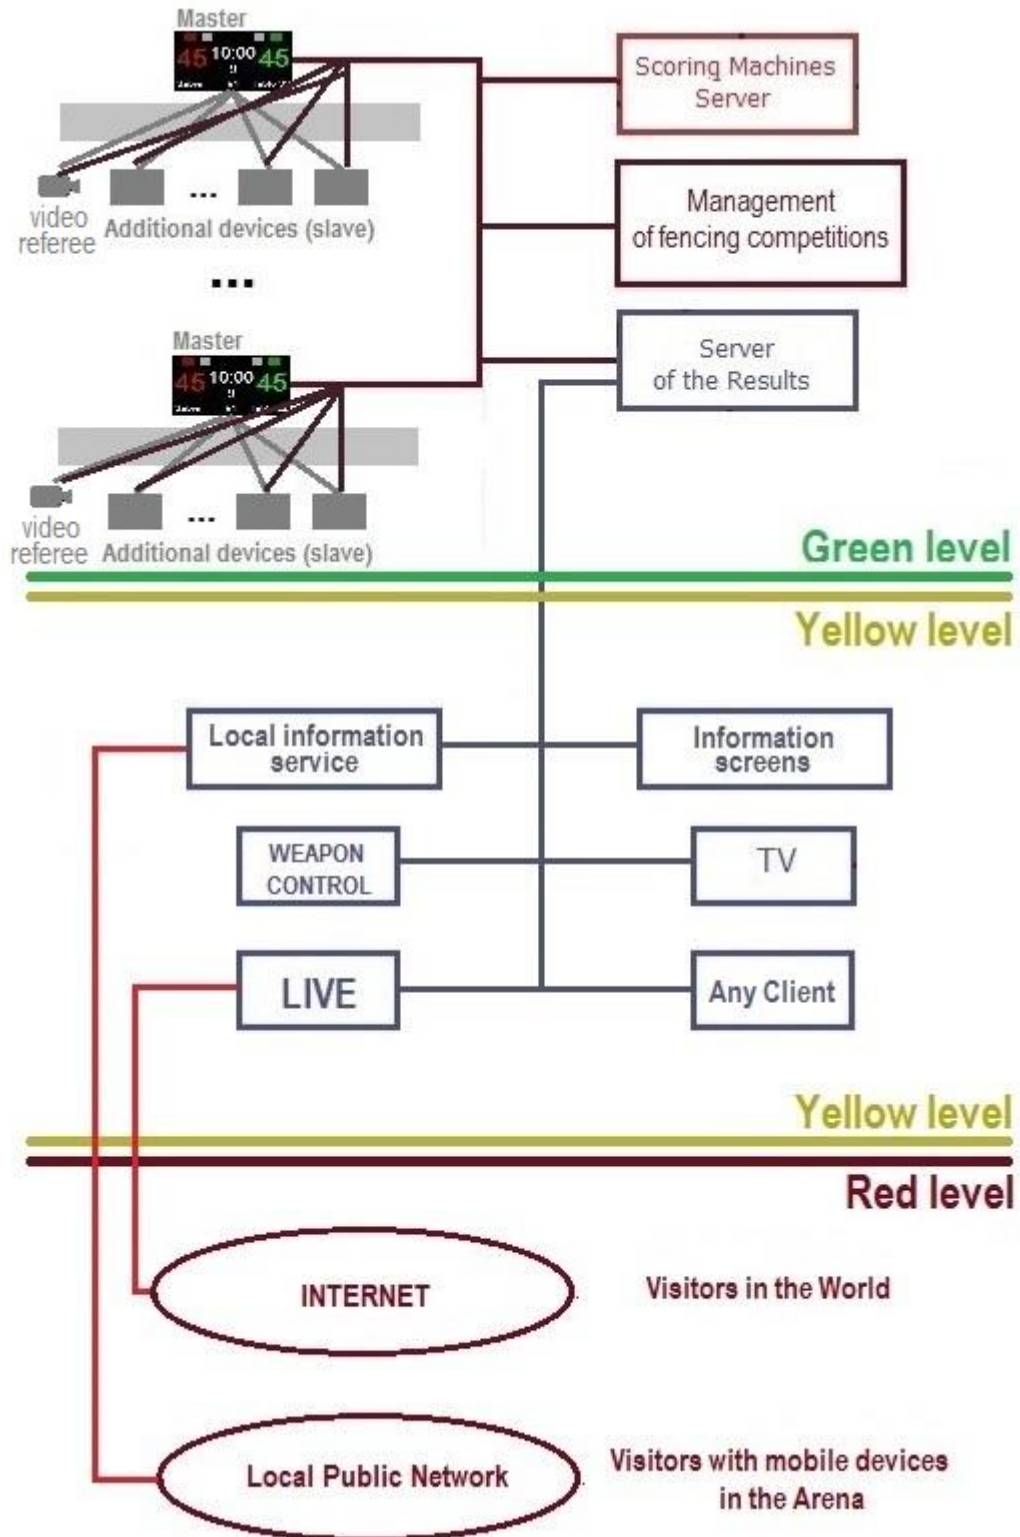 Master
45 10:00 45
9
Scoring Machines
Server
...
video
referee
Additional devices (slave)
Management
of fencing competitions
...
Master
45 10:00 45
9
Server
of the Results
...
video
referee
Additional devices (slave)
Green level
Yellow level
Local information
service
Information
screens
WEAPON
CONTROL
TV
LIVE
Any Client
Yellow level
Red level
INTERNET
Visitors in the World
Local Public Network
Visitors with mobile devices
in the Arena